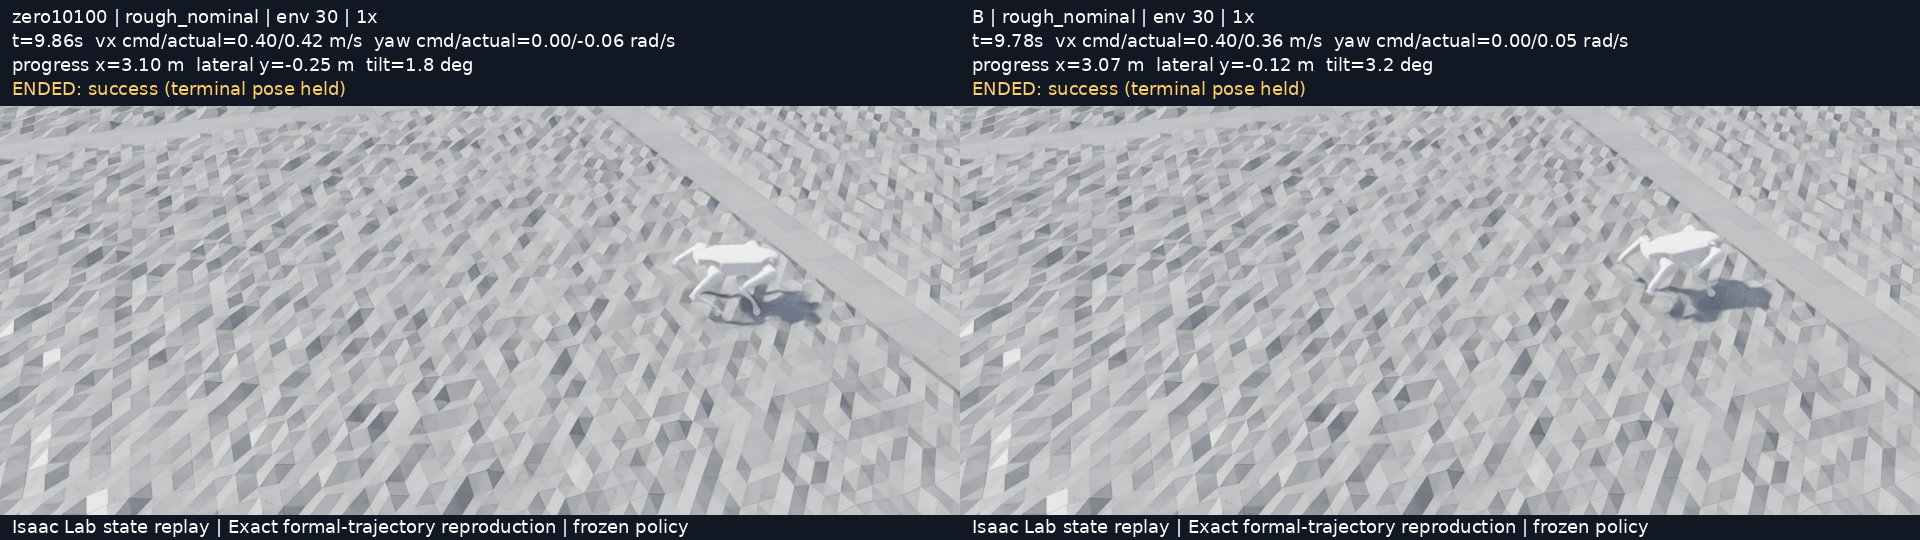 zero10100 | rough_nominal | env 30 | 1x
t=9.86s  vx cmd/actual=0.40/0.42 m/s  yaw cmd/actual=0.00/-0.06 rad/s
progress x=3.10 m  lateral y=-0.25 m  tilt=1.8 deg
ENDED: success (terminal pose held)
Isaac Lab state replay | Exact formal-trajectory reproduction | frozen policy
B | rough_nominal | env 30 | 1x
t=9.78s  vx cmd/actual=0.40/0.36 m/s  yaw cmd/actual=0.00/0.05 rad/s
progress x=3.07 m  lateral y=-0.12 m  tilt=3.2 deg
ENDED: success (terminal pose held)
Isaac Lab state replay | Exact formal-trajectory reproduction | frozen policy